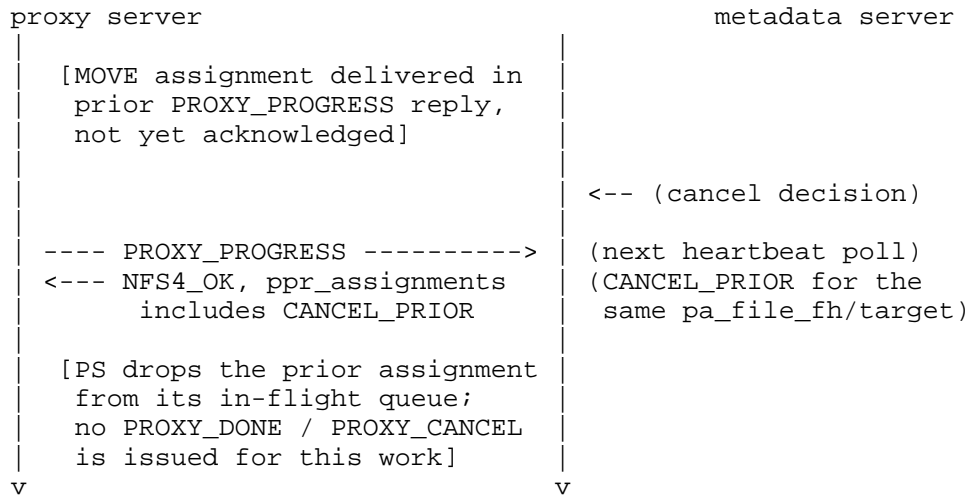 proxy server metadata server
[MOVE assignment delivered in
prior PROXY_PROGRESS reply,
not yet acknowledged]
<-- (cancel decision)
---- PROXY_PROGRESS ----------> (next heartbeat poll)
<--- NFS4_OK, ppr_assignments (CANCEL_PRIOR for the
includes CANCEL_PRIOR same pa_file_fh/target)
[PS drops the prior assignment
from its in-flight queue;
no PROXY_DONE / PROXY_CANCEL
is issued for this work]
v v